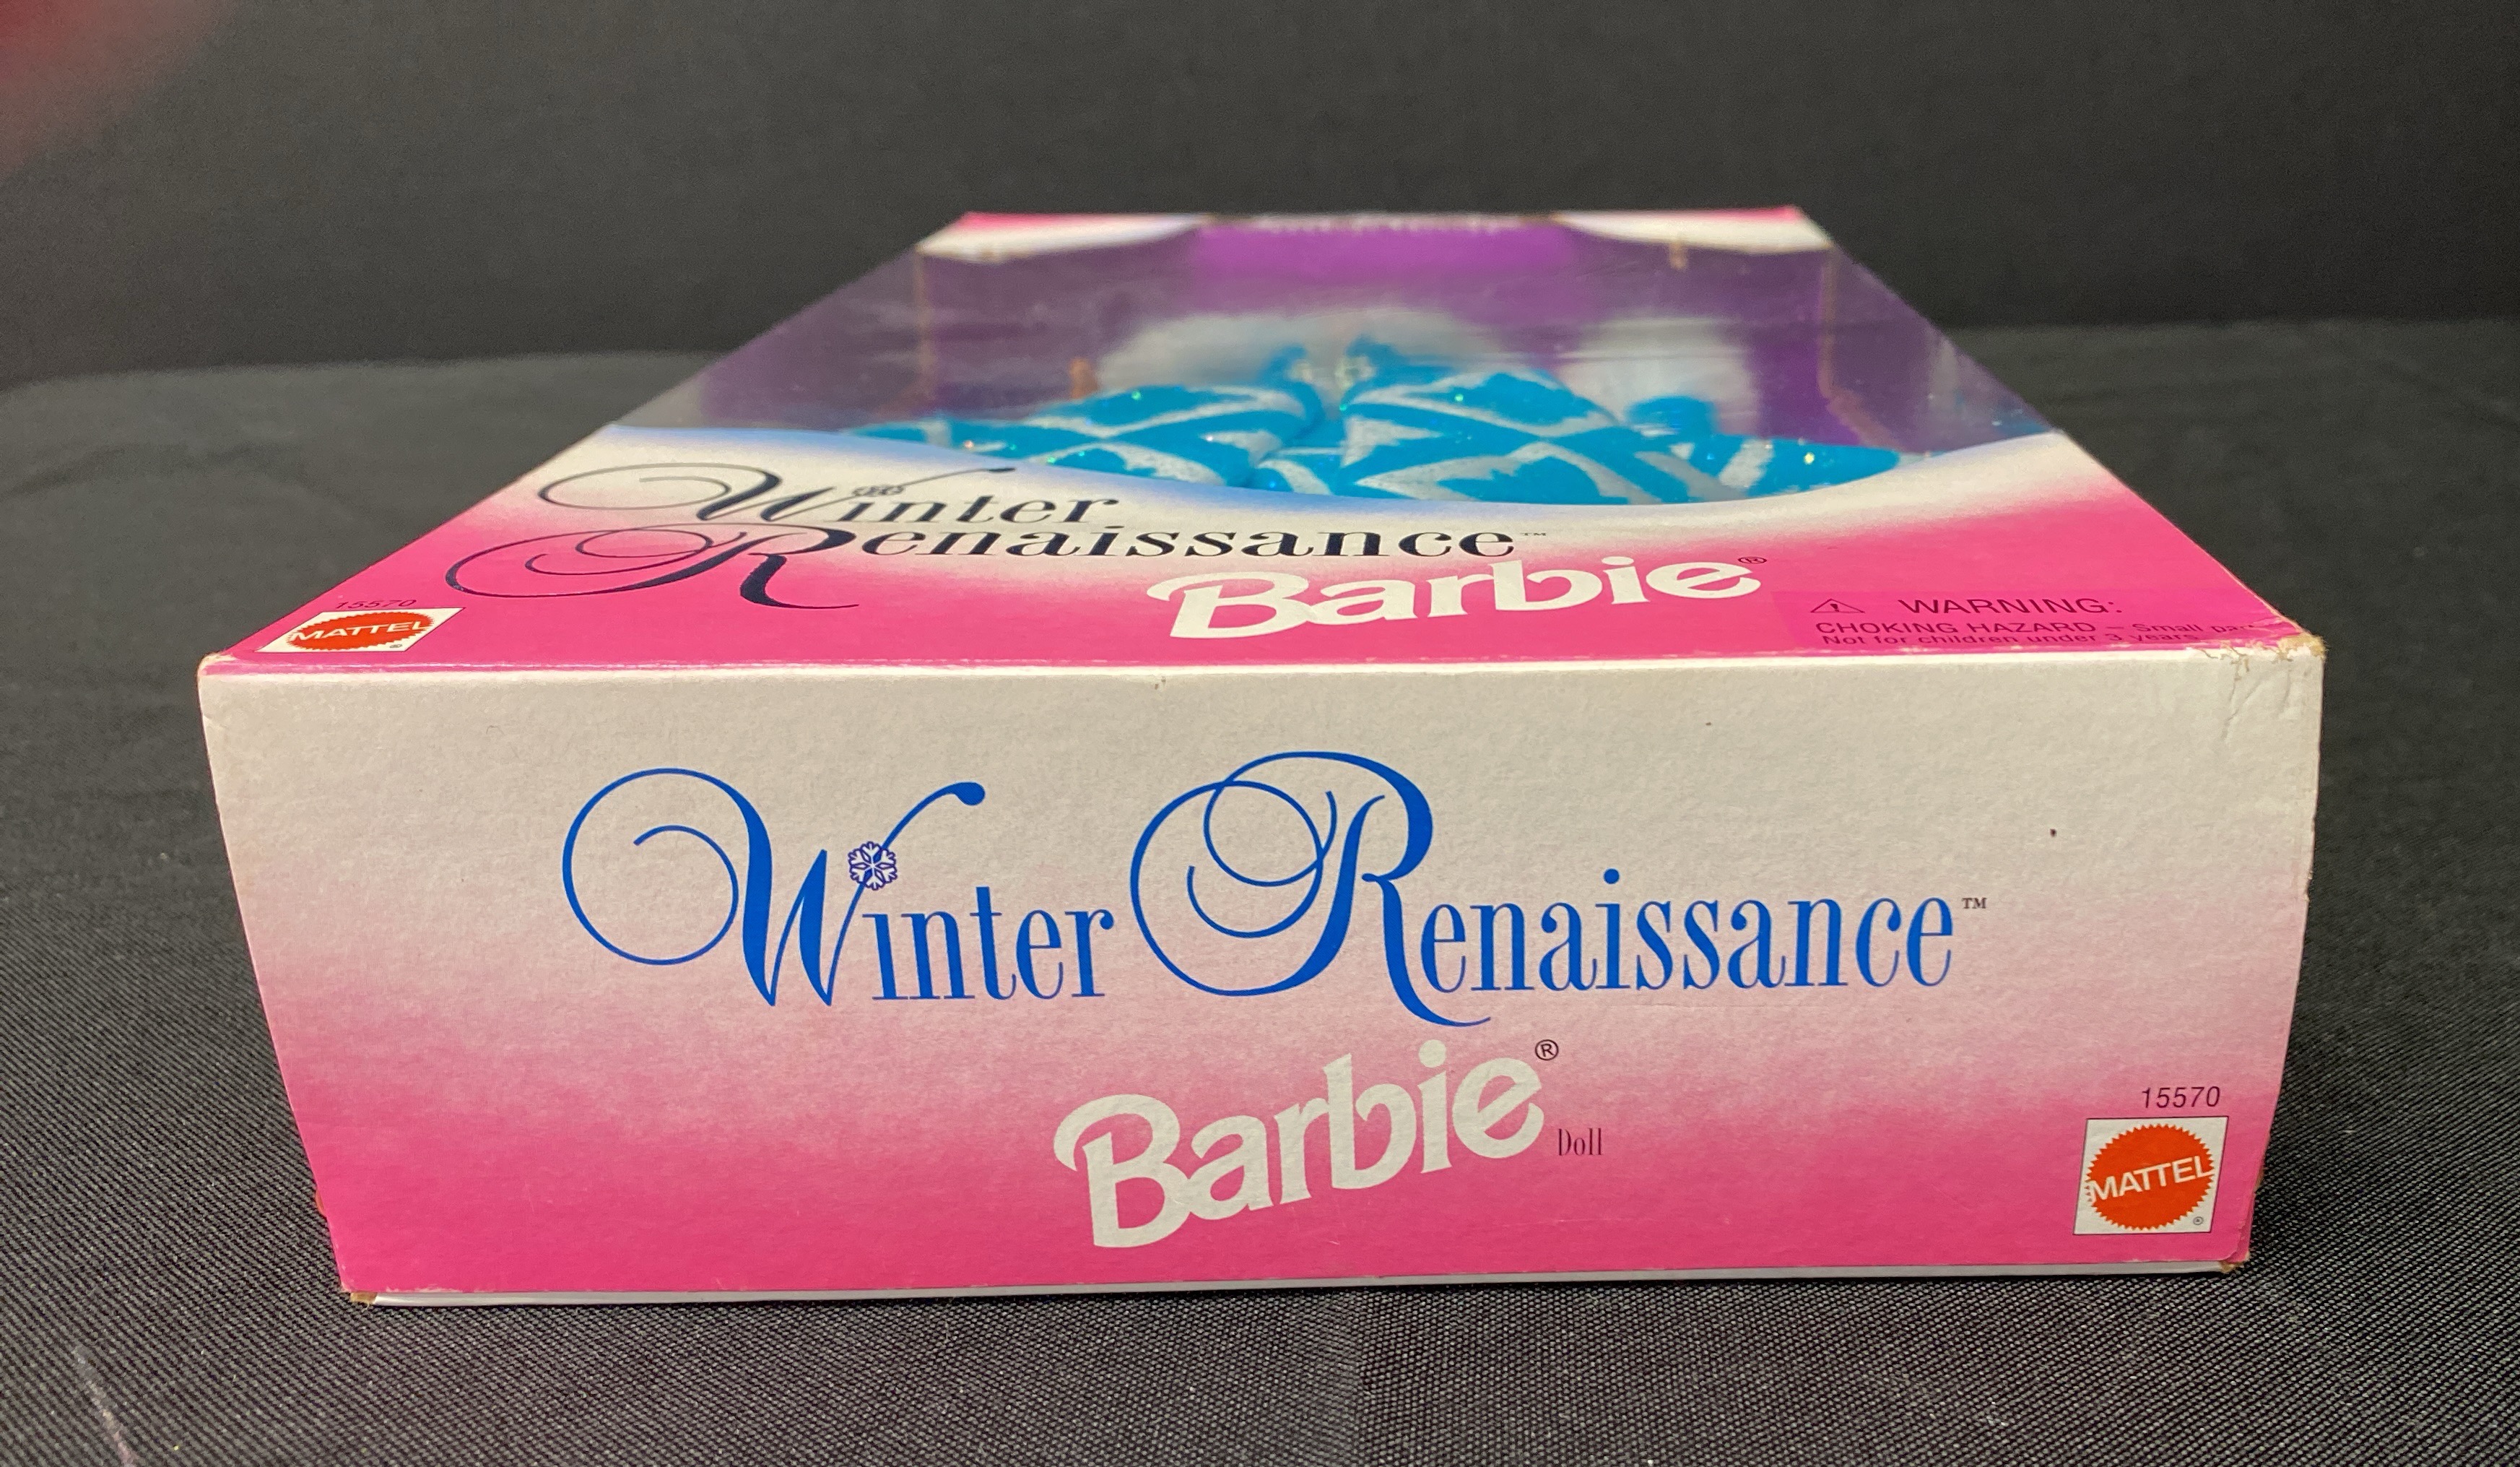 Winter
Renaissance™
Barbie®
15570
MATTEL
®
⚠ WARNING:
CHOKING HAZARD – Small
Not for children under 3 years.
Winter Renaissance™
Barbie® Doll
15570
MATTEL
®